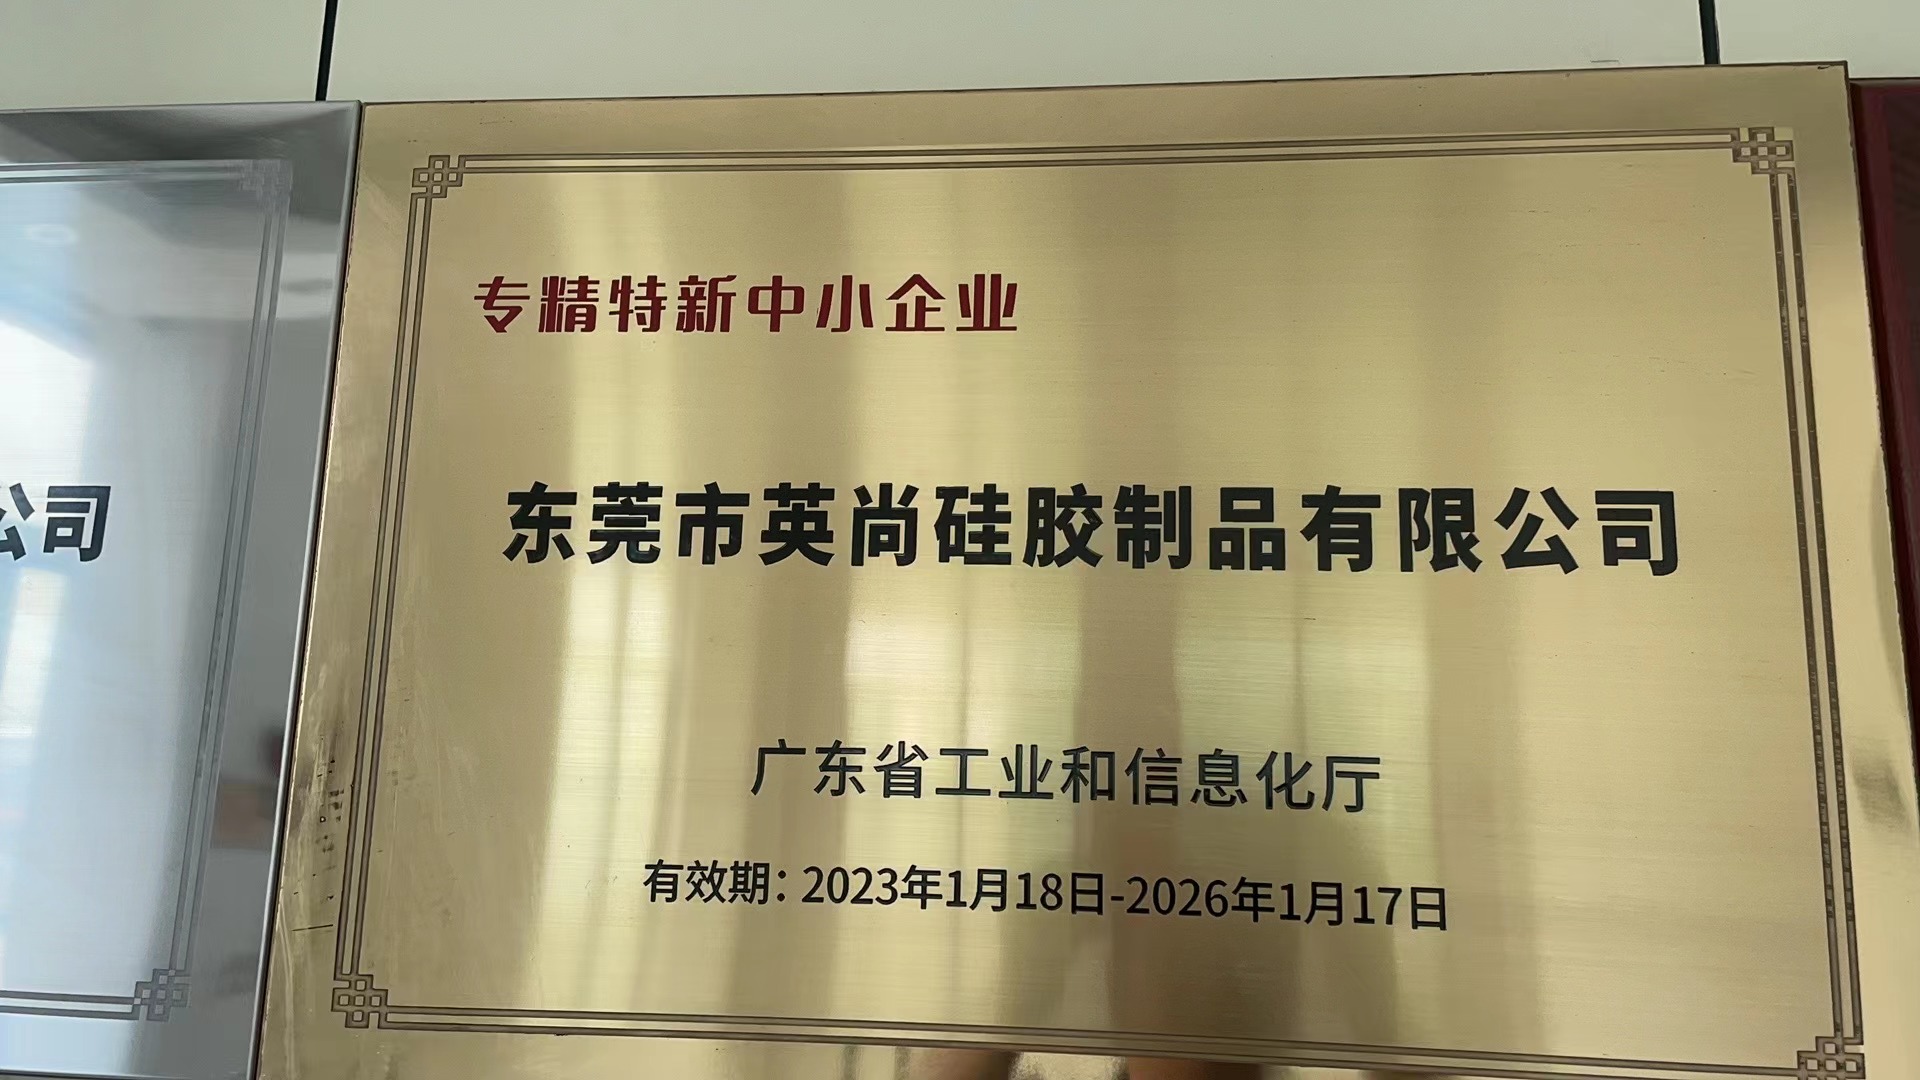 专精特新中小企业
东莞市英尚硅胶制品有限公司
广东省工业和信息化厅
有效期：2023年1月18日-2026年1月17日
公司